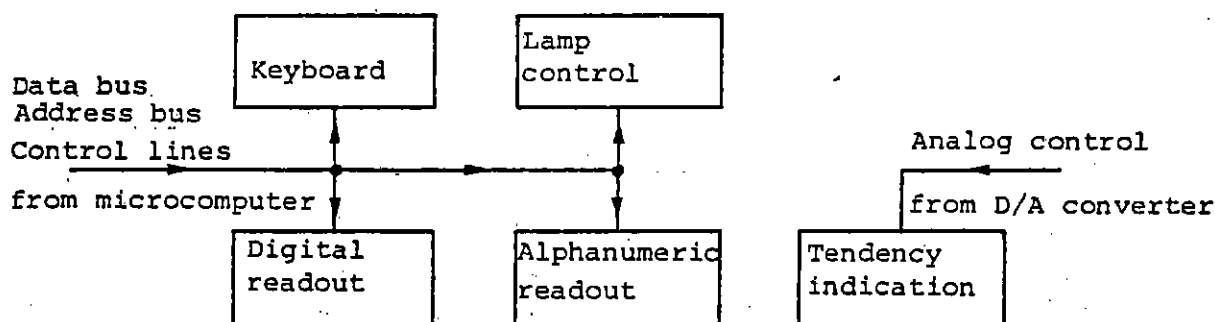 Keyboard
Lamp
control
Data bus
Address bus
Control lines
from microcomputer
Analog control
from D/A converter
Digital
readout
Alphanumeric
readout
Tendency
indication